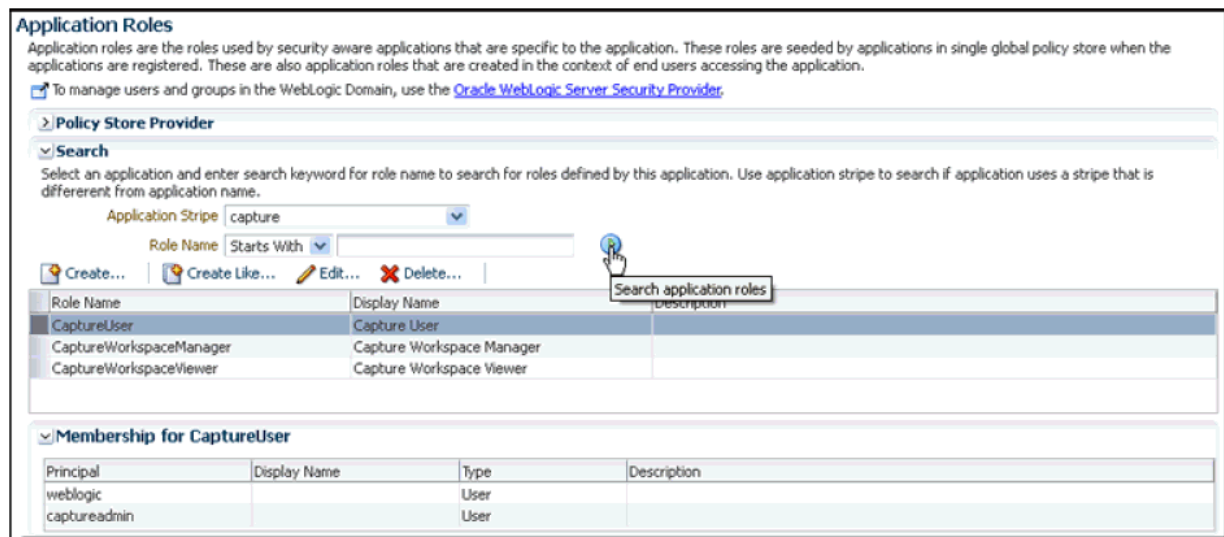 Application Roles
Application roles are the roles used by security aware applications that are specific to the application. These roles are seeded by applications in single global policy store when the
applications are registered. These are also application roles that are created in the context of end users accessing the application.
To manage users and groups in the WebLogic Domain, use the Oracle WebLogic Server Security Provider.
Policy Store Provider
Search
Select an application and enter search keyword for role name to search for roles defined by this application. Use application stripe to search if application uses a stripe that is
differerent from application name.
Application Stripe capture
Role Name Starts With
Create... Create Like... Edit... Delete...
Search application roles
Role Name Display Name Description
CaptureUser Capture User
CaptureWorkspaceManager Capture Workspace Manager
CaptureWorkspaceViewer Capture Workspace Viewer
Membership for CaptureUser
Principal Display Name Type Description
weblogic User
captureadmin User